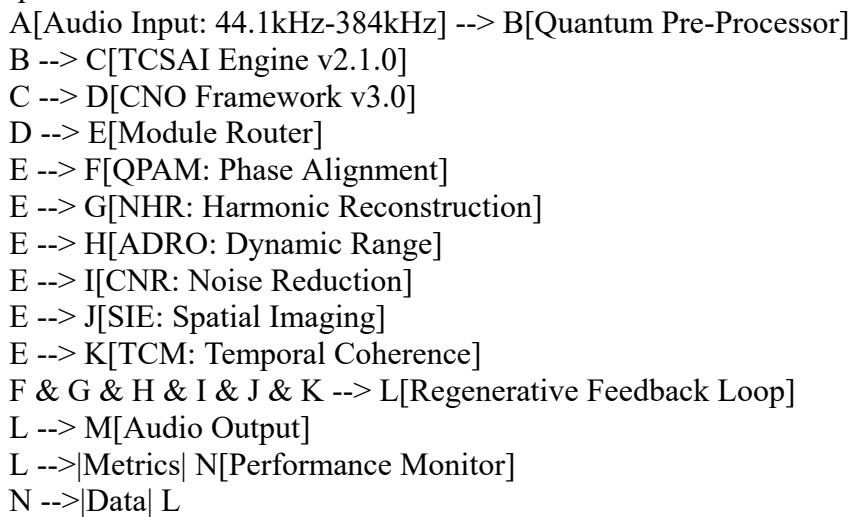 A[Audio Input: 44.1kHz-384kHz] --> B[Quantum Pre-Processor]
B --> C[TCSAI Engine v2.1.0]
C --> D[CNO Framework v3.0]
D --> E[Module Router]
E --> F[QPAM: Phase Alignment]
E --> G[NHR: Harmonic Reconstruction]
E --> H[ADRO: Dynamic Range]
E --> I[CNR: Noise Reduction]
E --> J[SIE: Spatial Imaging]
E --> K[TCM: Temporal Coherence]
F & G & H & I & J & K --> L[Regenerative Feedback Loop]
L --> M[Audio Output]
L -->|Metrics| N[Performance Monitor]
N -->|Data| L